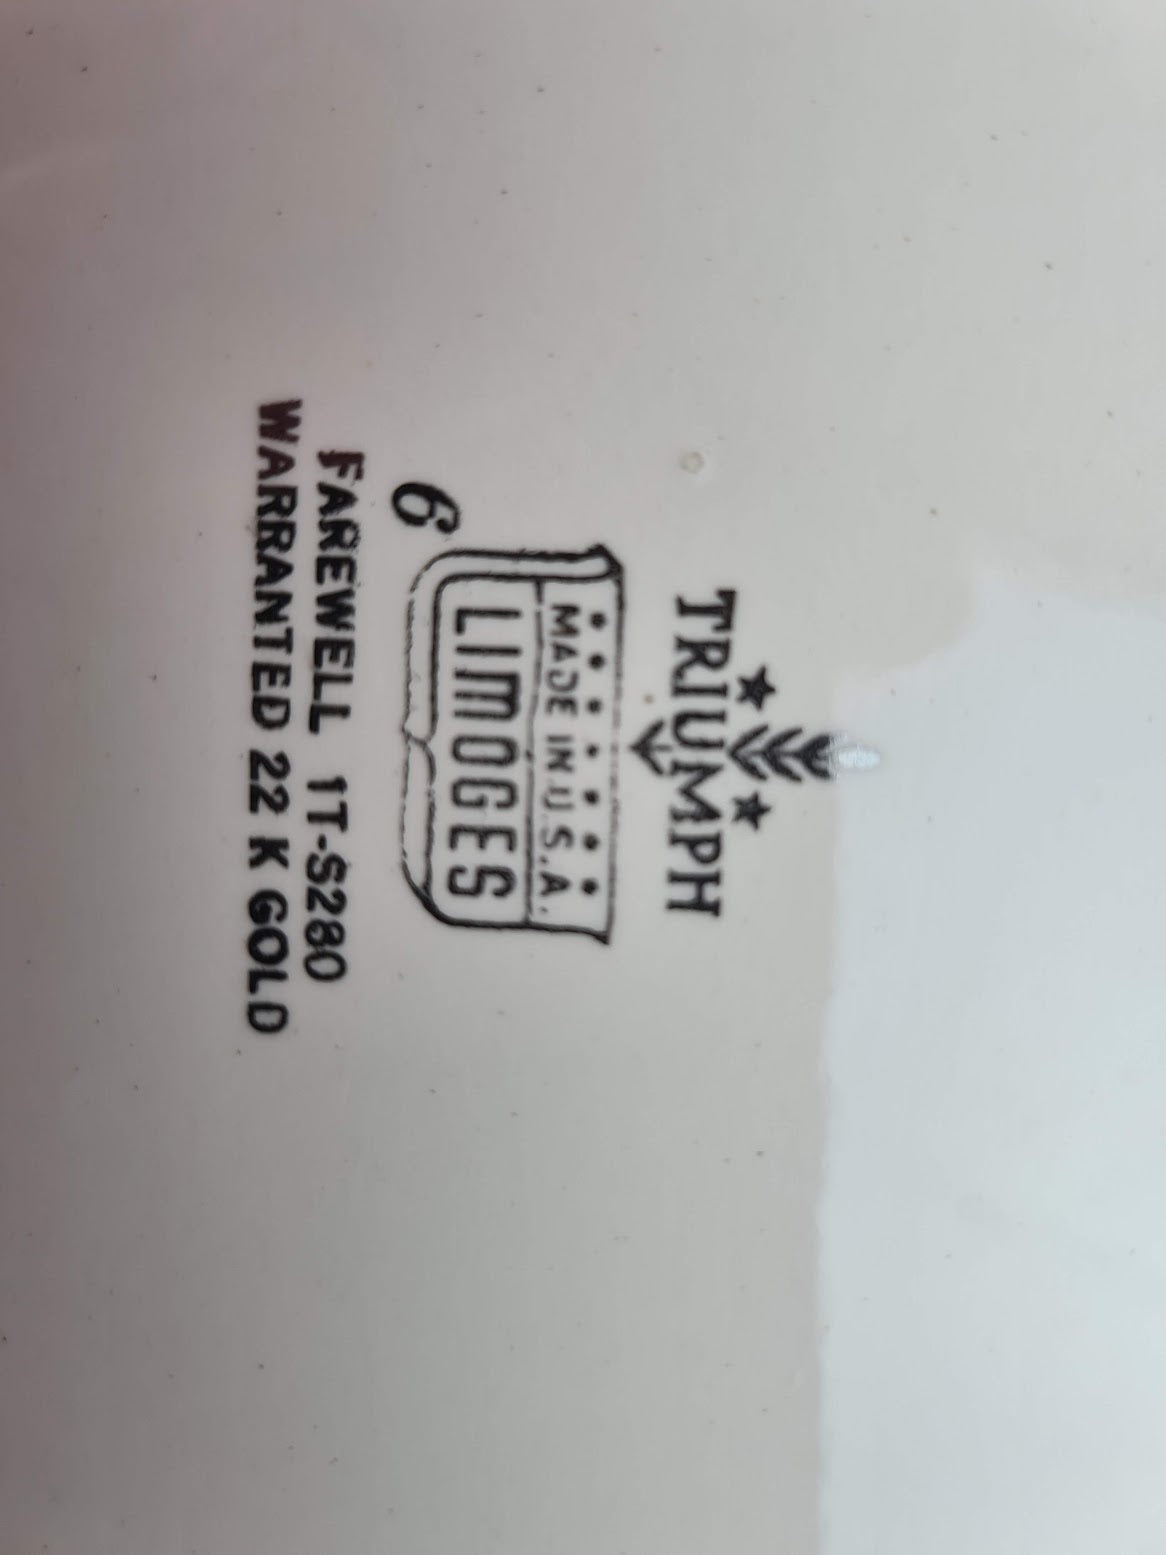 TRIUMPH
MADE IN U.S.A.
LIMOGES
6
FAREWELL 1T-S280
WARRANTED 22 K GOLD